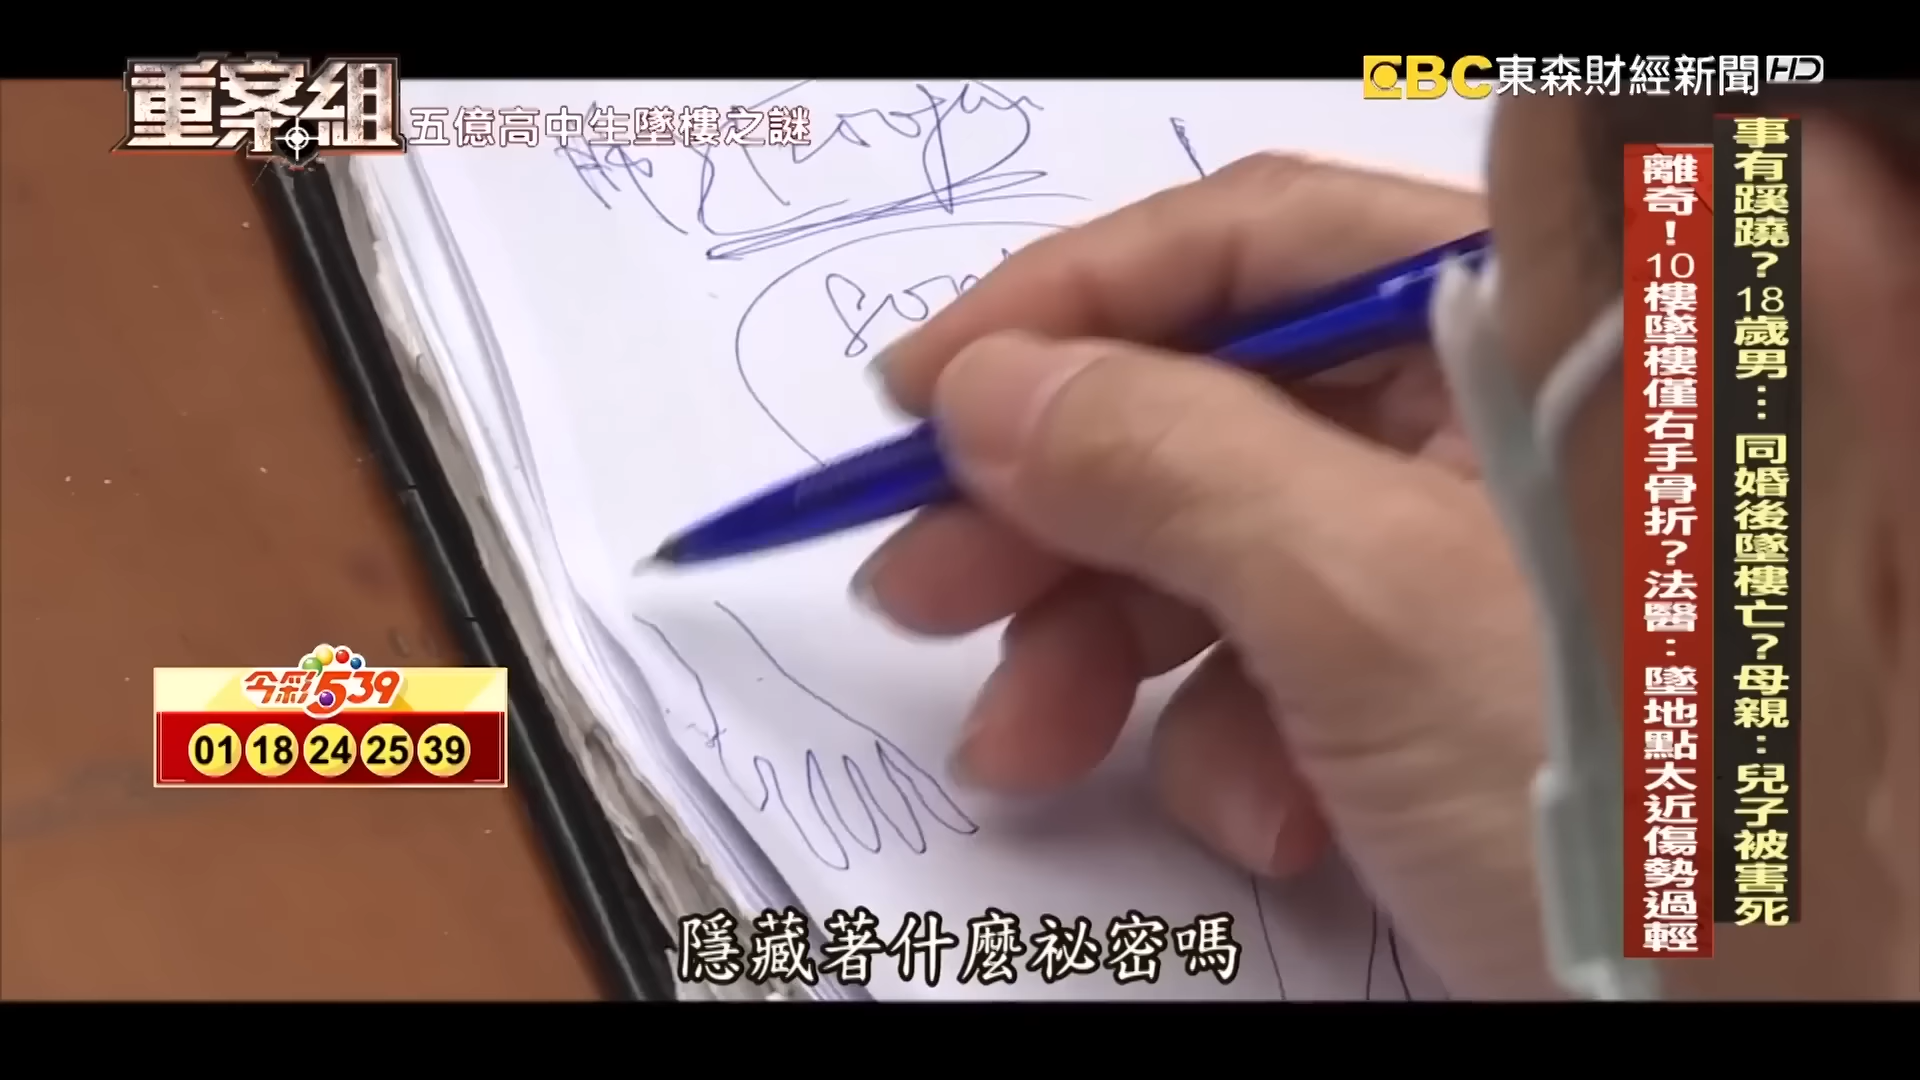 重案組
五億高中生墜樓之謎
EBC東森財經新聞HD
事有蹊蹺?18歲男…同婚後墜樓亡?母親:兒子被害死
離奇!10樓墜樓僅右手骨折?法醫:墜地點太近傷勢過輕
今彩539
01 18 24 25 39
隱藏著什麼祕密嗎